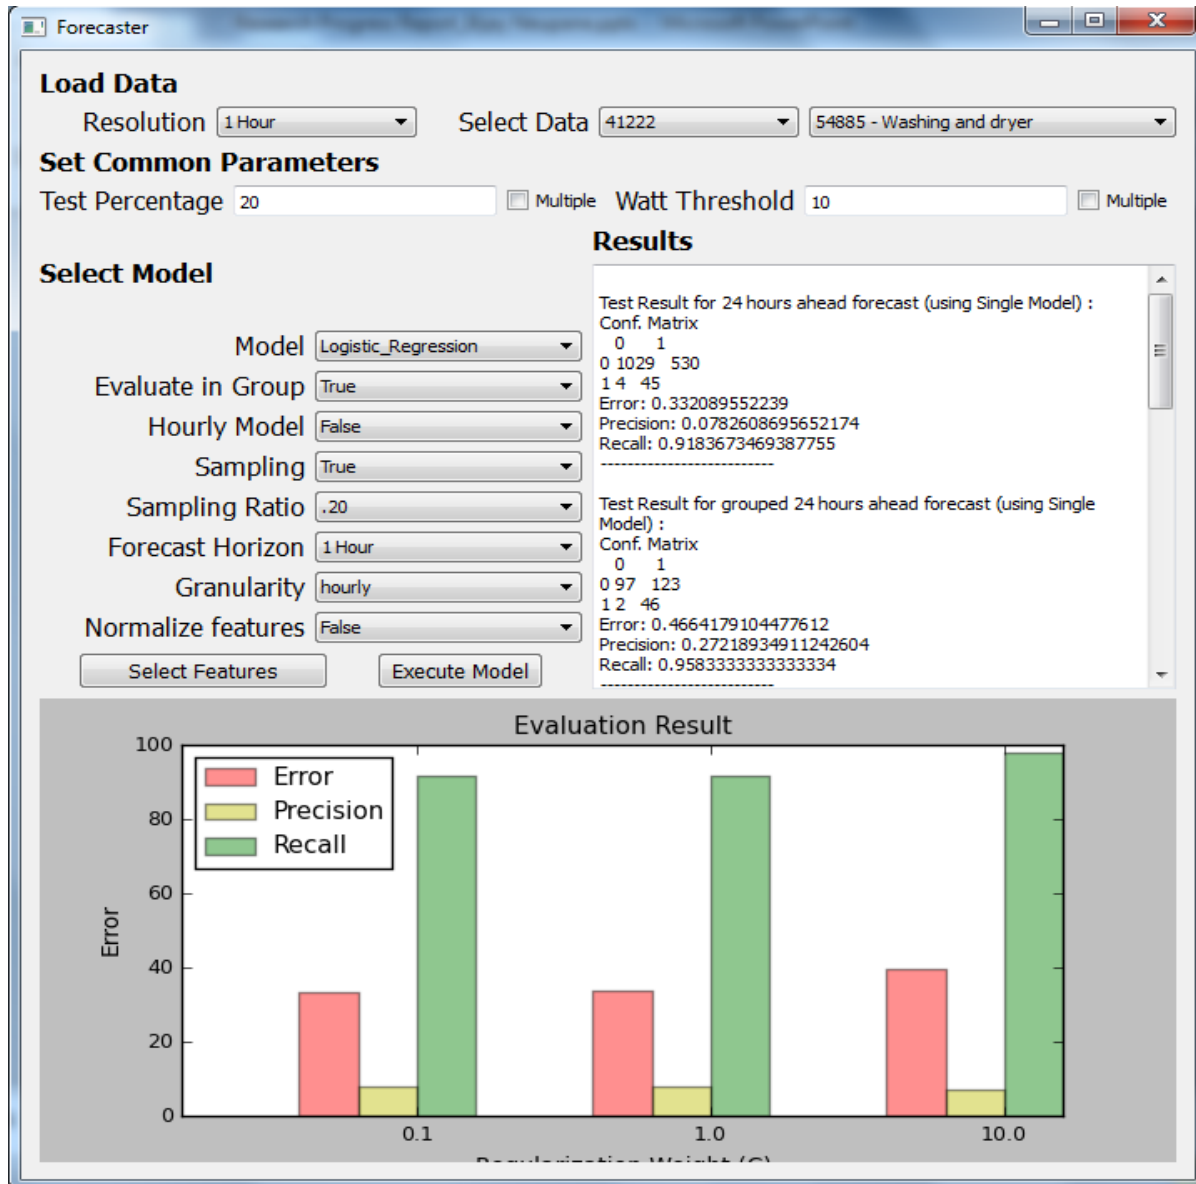 Forecaster
Load Data
Resolution 1 Hour Select Data 41222 54885 - Washing and dryer
Set Common Parameters
Test Percentage 20 Multiple Watt Threshold 10 Multiple
Results
Select Model
Model Logistic_Regression
Evaluate in Group True
Hourly Model False
Sampling True
Sampling Ratio .20
Forecast Horizon 1 Hour
Granularity hourly
Normalize features False
Select Features Execute Model
Test Result for 24 hours ahead forecast (using Single Model) :
Conf. Matrix
0 1
0 1029 530
1 4 45
Error: 0.332089552239
Precision: 0.0782608695652174
Recall: 0.9183673469387755
---------------------------
Test Result for grouped 24 hours ahead forecast (using Single
Model) :
Conf. Matrix
0 1
0 97 123
1 2 46
Error: 0.4664179104477612
Precision: 0.27218934911242604
Recall: 0.9583333333333334
---------------------------
Evaluation Result
Error
Precision
Recall
Error
100
80
60
40
20
0
0.1 1.0 10.0
Regularization Weight (C)